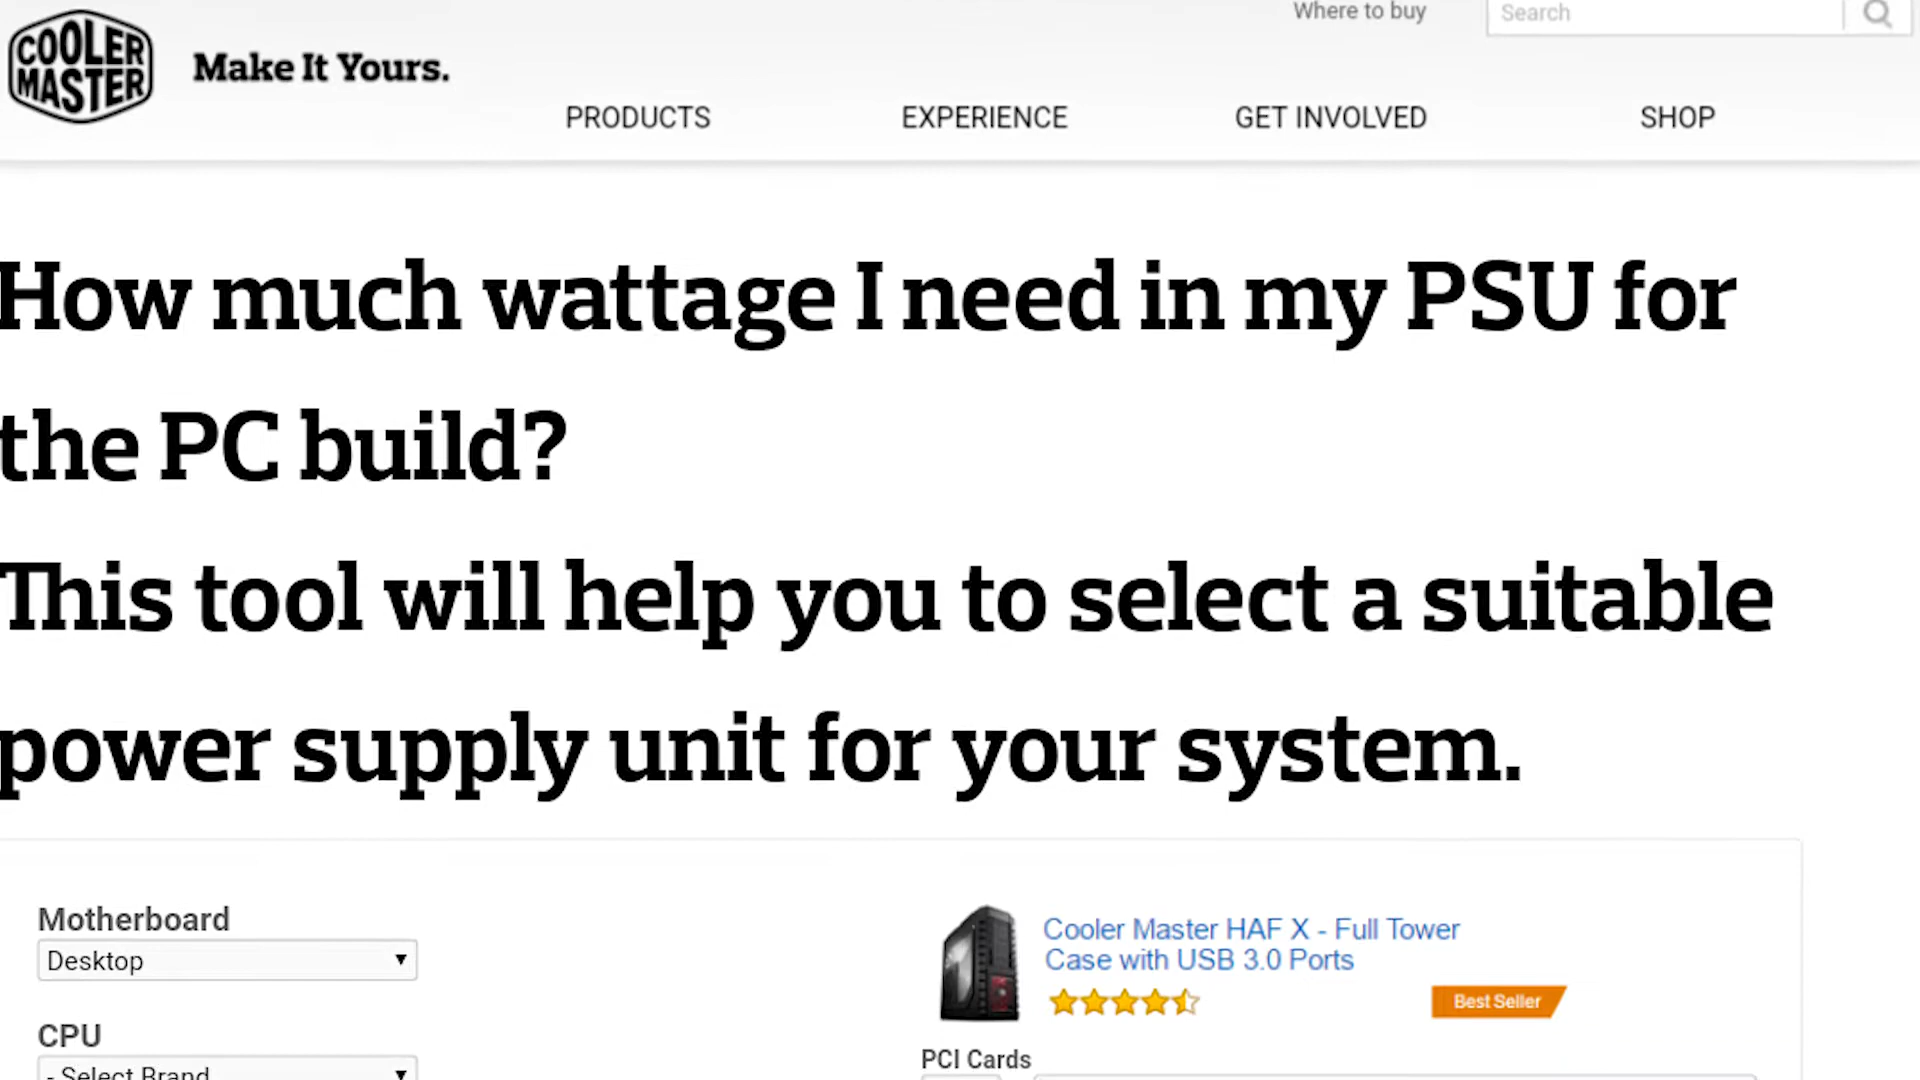 COOLER
MASTER
Make It Yours.
Where to buy
Search
PRODUCTS
EXPERIENCE
GET INVOLVED
SHOP
How much wattage I need in my PSU for
the PC build?
This tool will help you to select a suitable
power supply unit for your system.
Motherboard
Desktop
CPU
- Select Brand
Cooler Master HAF X - Full Tower
Case with USB 3.0 Ports
Best Seller
PCI Cards